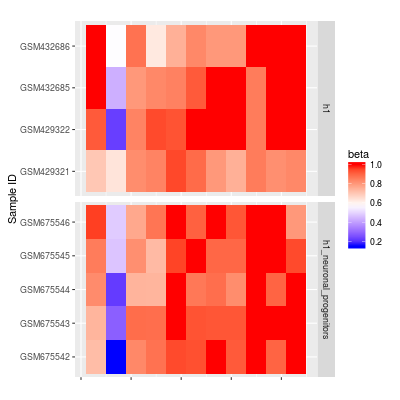 GSM432686
GSM432685
GSM429322
GSM429321
h1
GSM675546
GSM675545
GSM675544
GSM675543
GSM675542
h1_neuronal_progenitors
Sample ID
beta
1.0
0.8
0.6
0.4
0.2